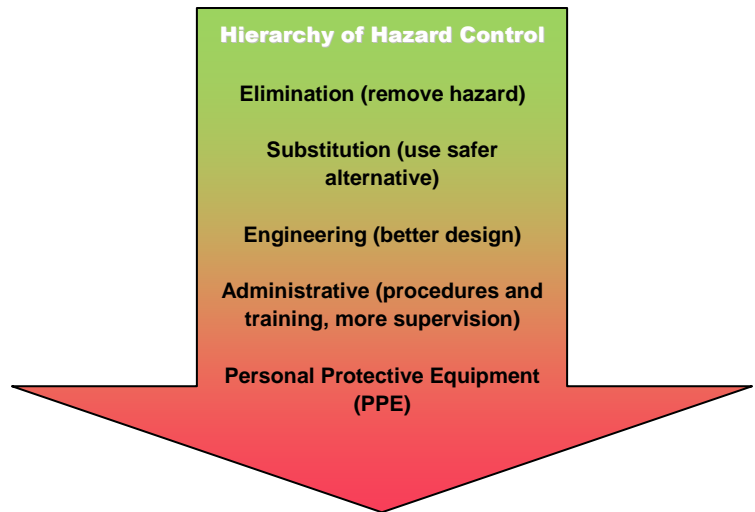 Hierarchy of Hazard Control
Elimination (remove hazard)
Substitution (use safer
alternative)
Engineering (better design)
Administrative (procedures and
training, more supervision)
Personal Protective Equipment
(PPE)